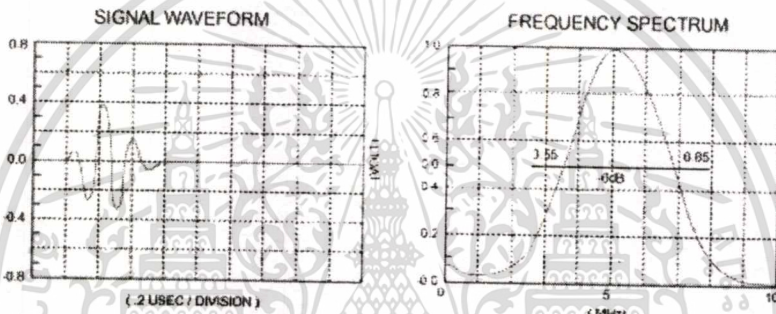 SIGNAL WAVEFORM
0.8
0.4
0.0
-0.4
-0.8
( .2 USEC / DIVISION )
FREQUENCY SPECTRUM
(VOLT)
1.0
0.8
0.6
0.4
0.2
0.0
3.55
6.85
-6dB
0
5
10
( MHz)